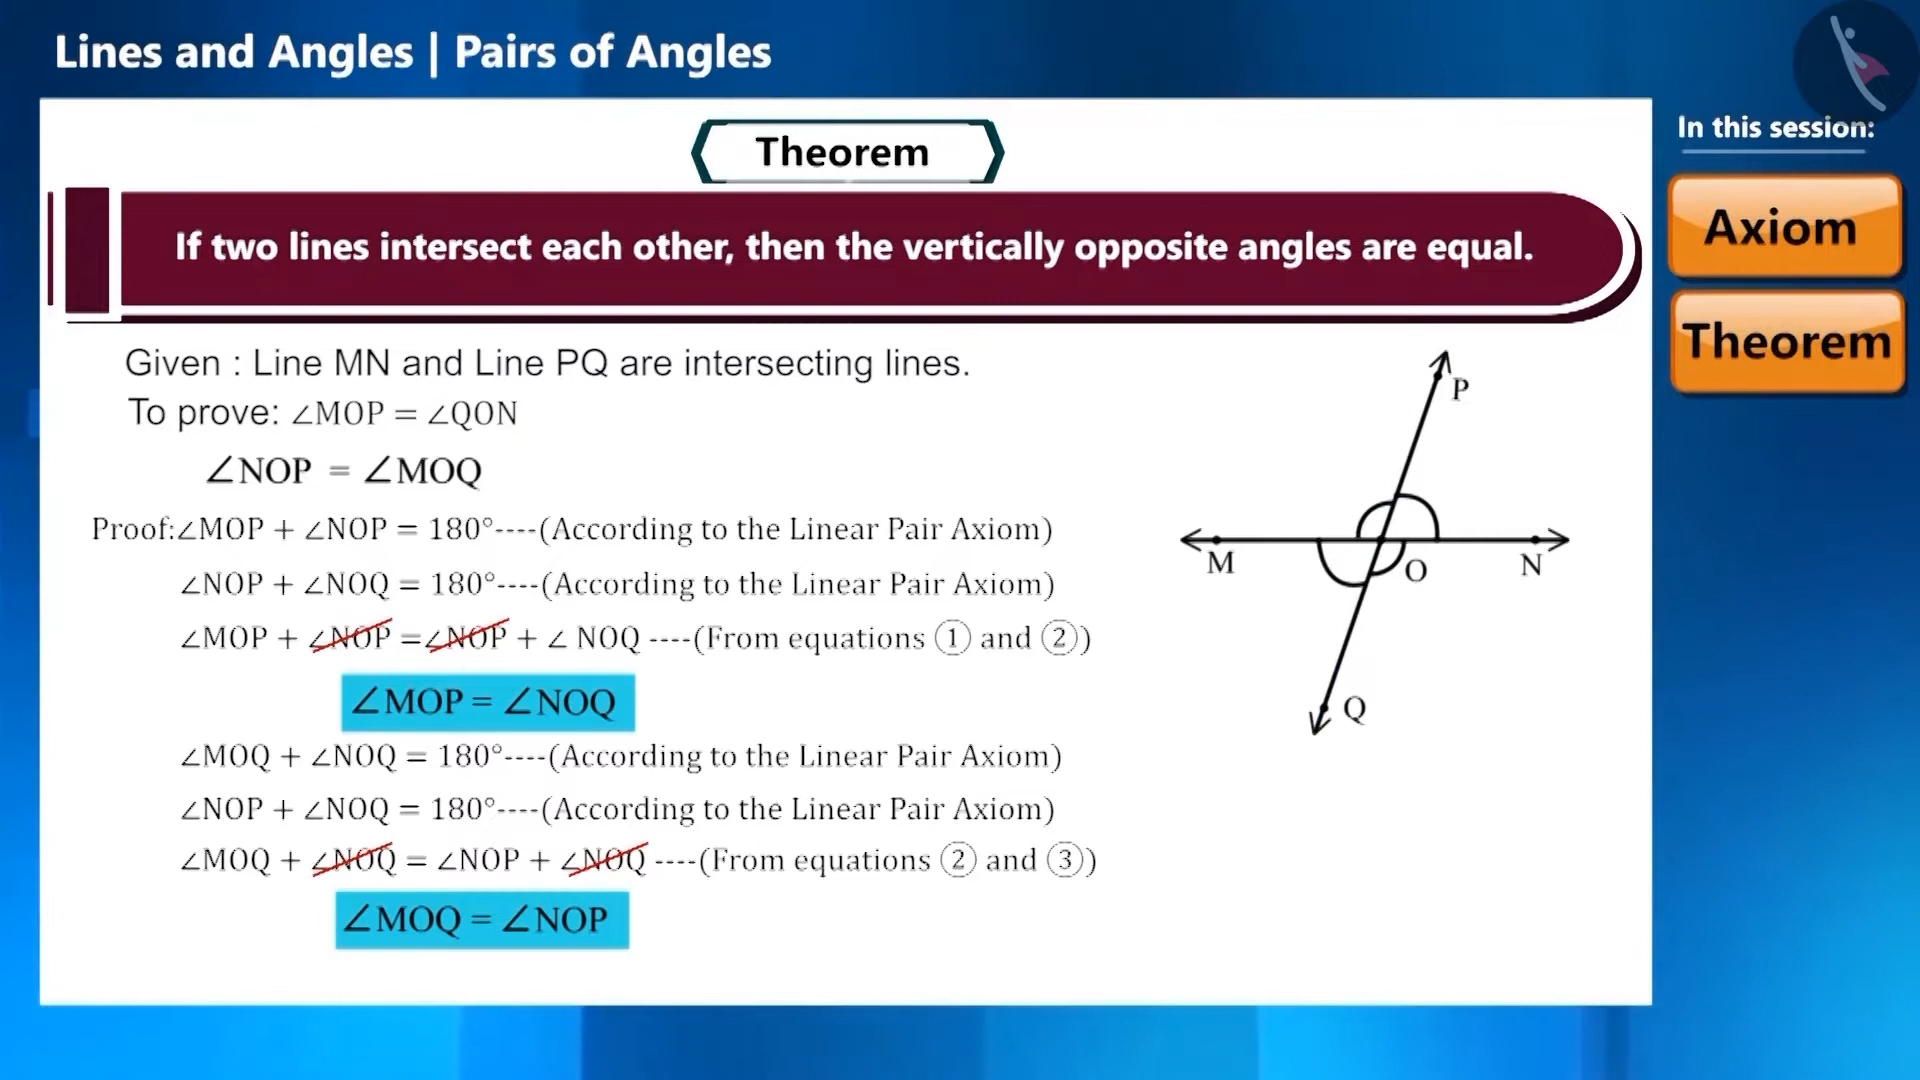 Lines and Angles | Pairs of Angles
In this session:
Axiom
Theorem
Theorem
If two lines intersect each other, then the vertically opposite angles are equal.
Given : Line MN and Line PQ are intersecting lines.
To prove: ∠MOP = ∠QON
∠NOP = ∠MOQ
Proof:∠MOP + ∠NOP = 180°----(According to the Linear Pair Axiom)
∠NOP + ∠NOQ = 180°----(According to the Linear Pair Axiom)
∠MOP + ∠NOP =∠NOP + ∠ NOQ ----(From equations ① and ②)
∠MOP = ∠NOQ
∠MOQ + ∠NOQ = 180°----(According to the Linear Pair Axiom)
∠NOP + ∠NOQ = 180°----(According to the Linear Pair Axiom)
∠MOQ + ∠NOQ = ∠NOP + ∠NOQ ----(From equations ② and ③)
∠MOQ = ∠NOP
P
M
O
N
Q